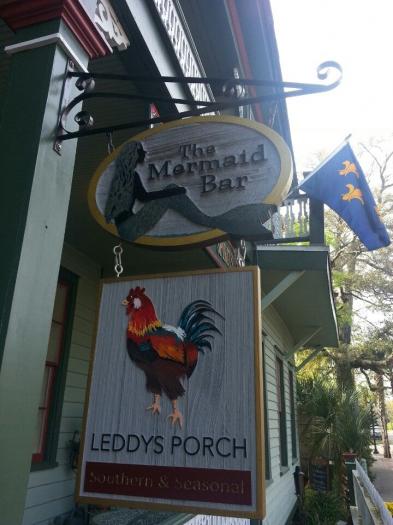 The
Mermaid
Bar
LEDDYS PORCH
Southern & Seasonal